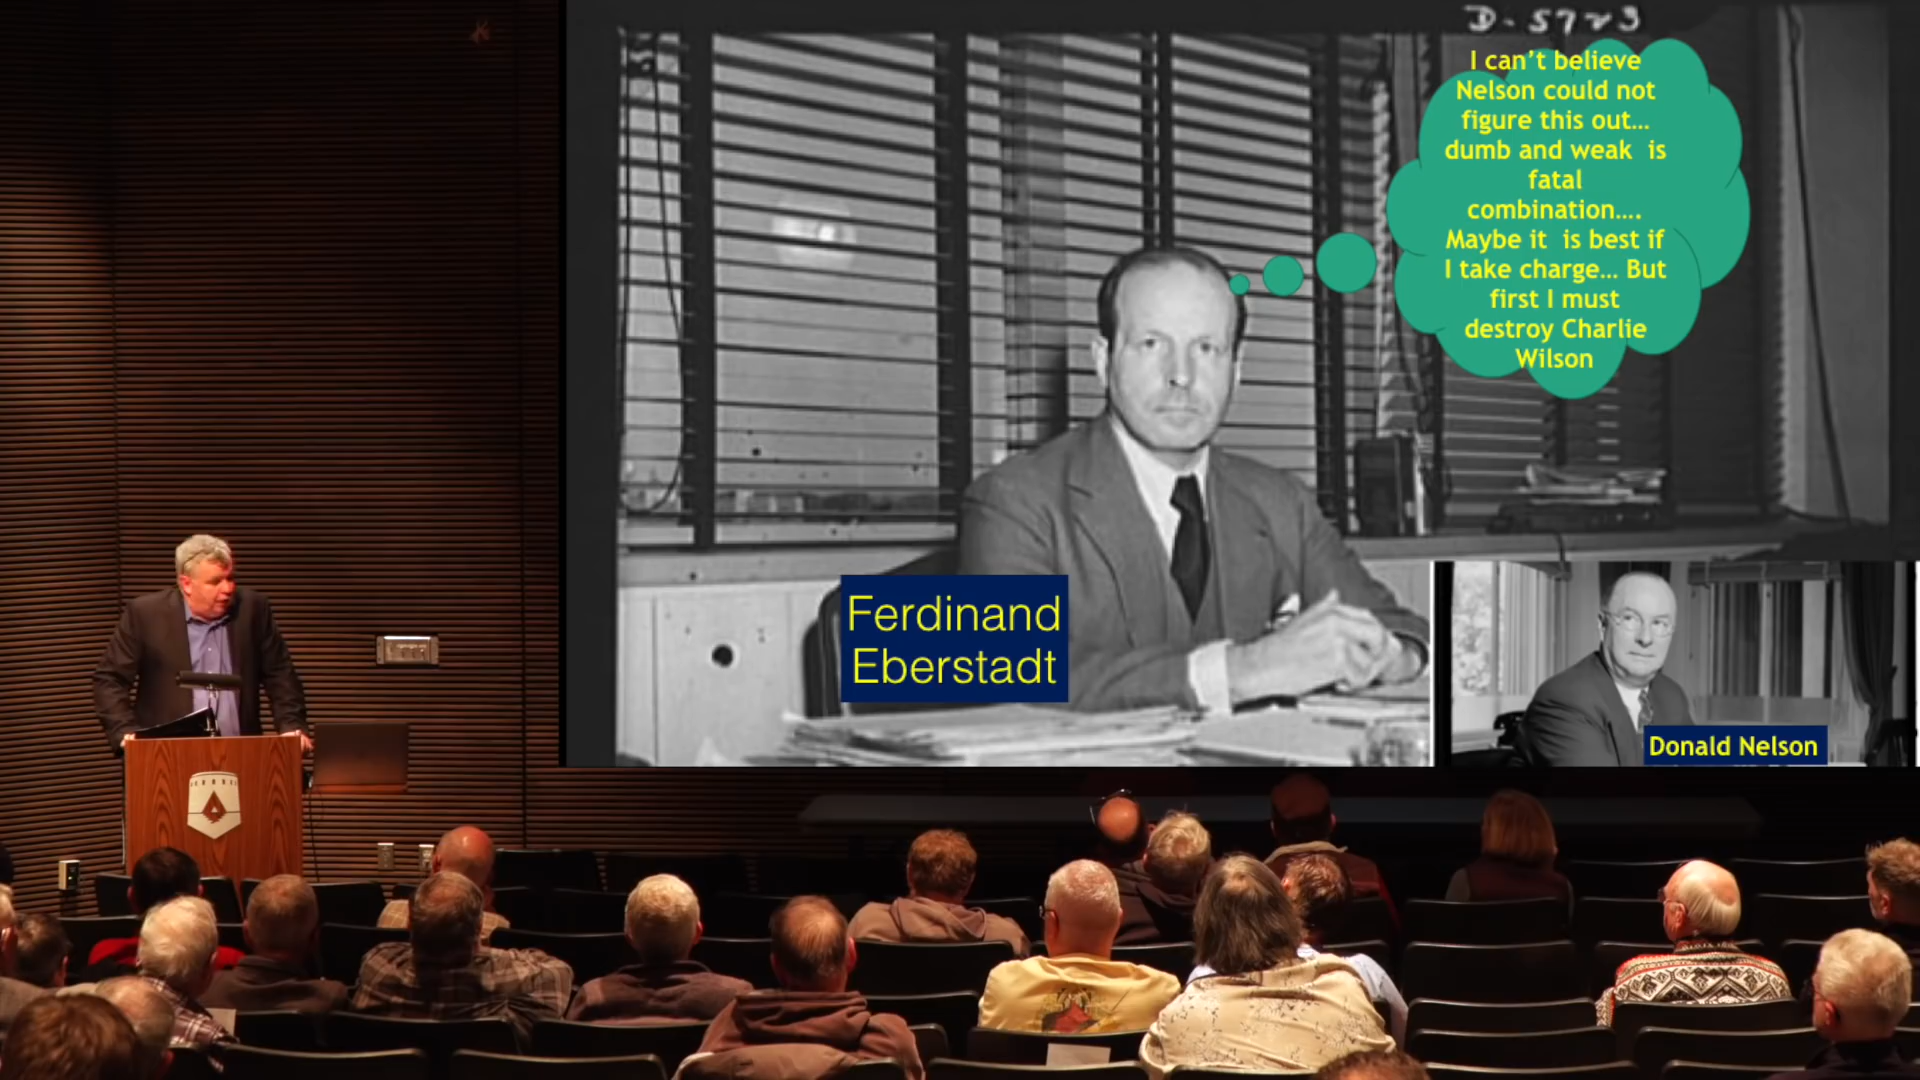 D-5723
I can't believe
Nelson could not
figure this out...
dumb and weak is
fatal
combination....
Maybe it is best if
I take charge... But
first I must
destroy Charlie
Wilson
Ferdinand
Eberstadt
Donald Nelson